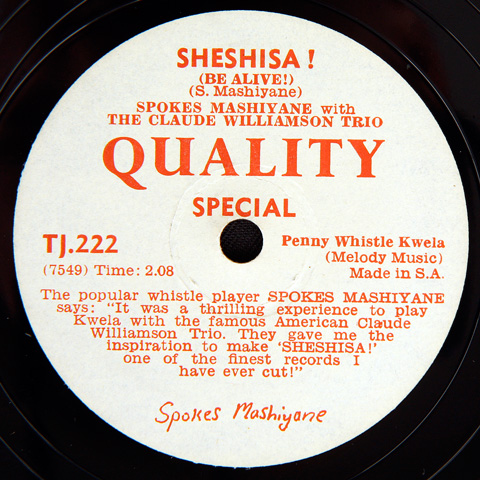 SHESHISA!
(BE ALIVE!)
(S. Mashiyane)
SPOKES MASHIYANE with
THE CLAUDE WILLIAMSON TRIO
QUALITY
SPECIAL
TJ.222
(7549) Time: 2.08
Penny Whistle Kwela
(Melody Music)
Made in S.A.
The popular whistle player SPOKES MASHIYANE
says: "It was a thrilling experience to play
Kwela with the famous American Claude
Williamson Trio. They gave me the
inspiration to make 'SHESHISA!'
one of the finest records I
have ever cut!"
Spokes Mashiyane